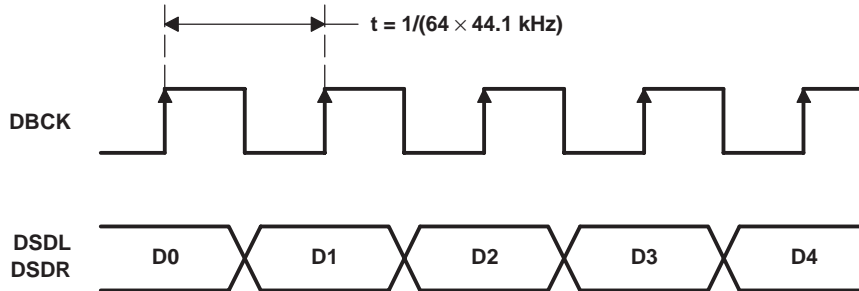 t = 1/(64 × 44.1 kHz)
DBCK
DSDL
DSDR
D0 D1 D2 D3 D4